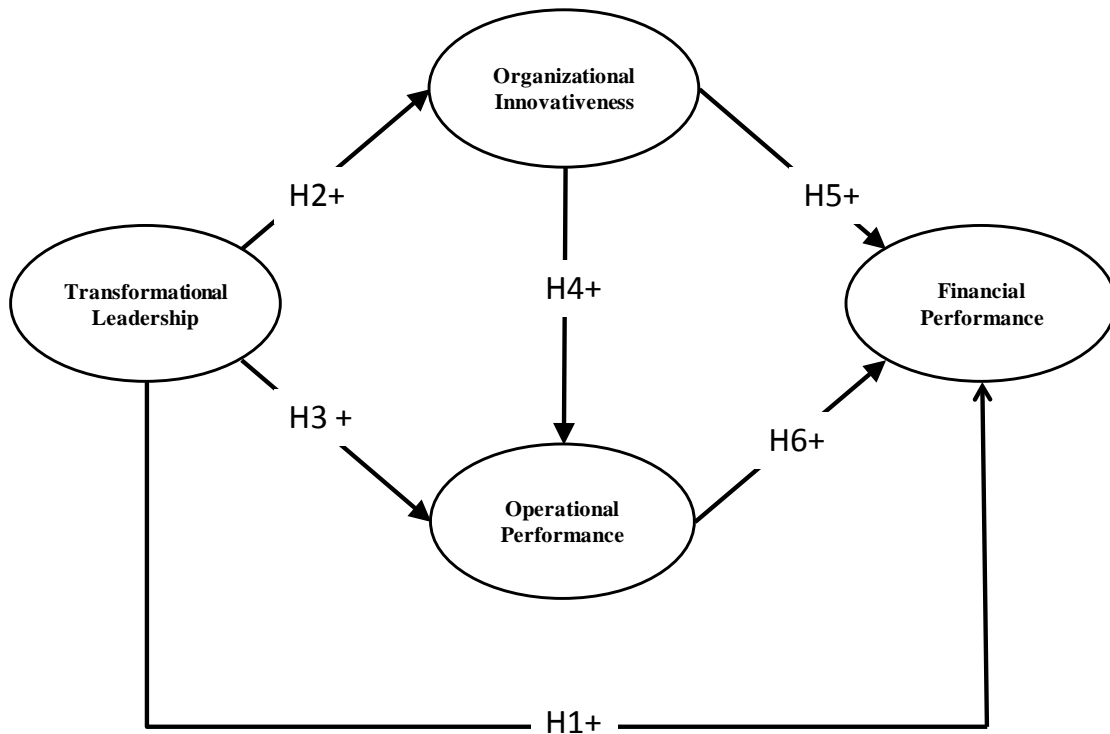 Organizational
Innovativeness
H2+
H5+
Transformational
Leadership
H4+
Financial
Performance
H3 +
H6+
Operational
Performance
H1+